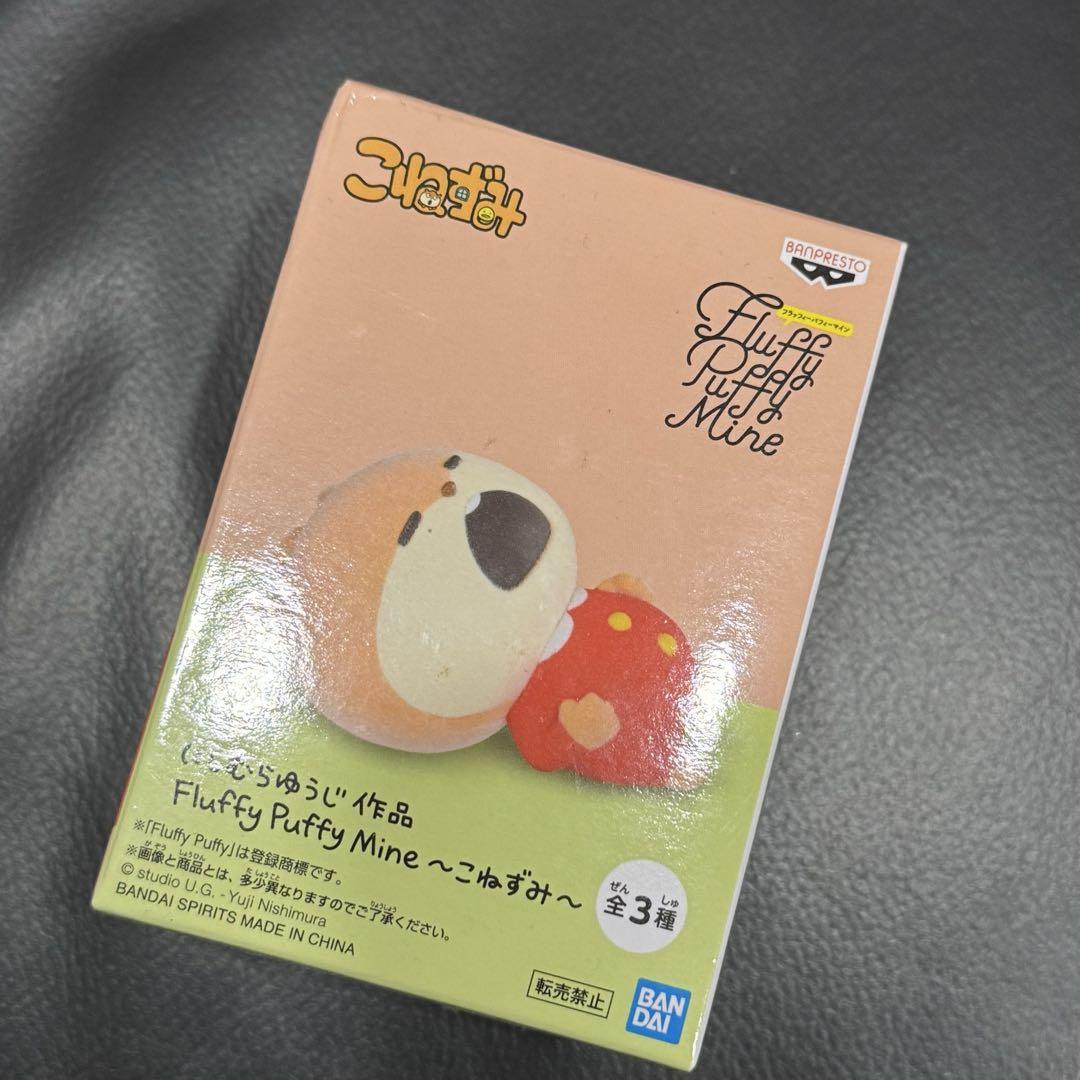 こねずみ
BANPRESTO
フラッフィーパフィーマイン
Fluffy
Puffy
Mine
にしむらゆうじ 作品
Fluffy Puffy Mine ～こねずみ～
※「Fluffy Puffy」は登録商標です。
※画像と商品とは、多少異なりますのでご了承ください。
© studio U.G. - Yuji Nishimura
BANDAI SPIRITS MADE IN CHINA
全3種
転売禁止
BAN
DAI